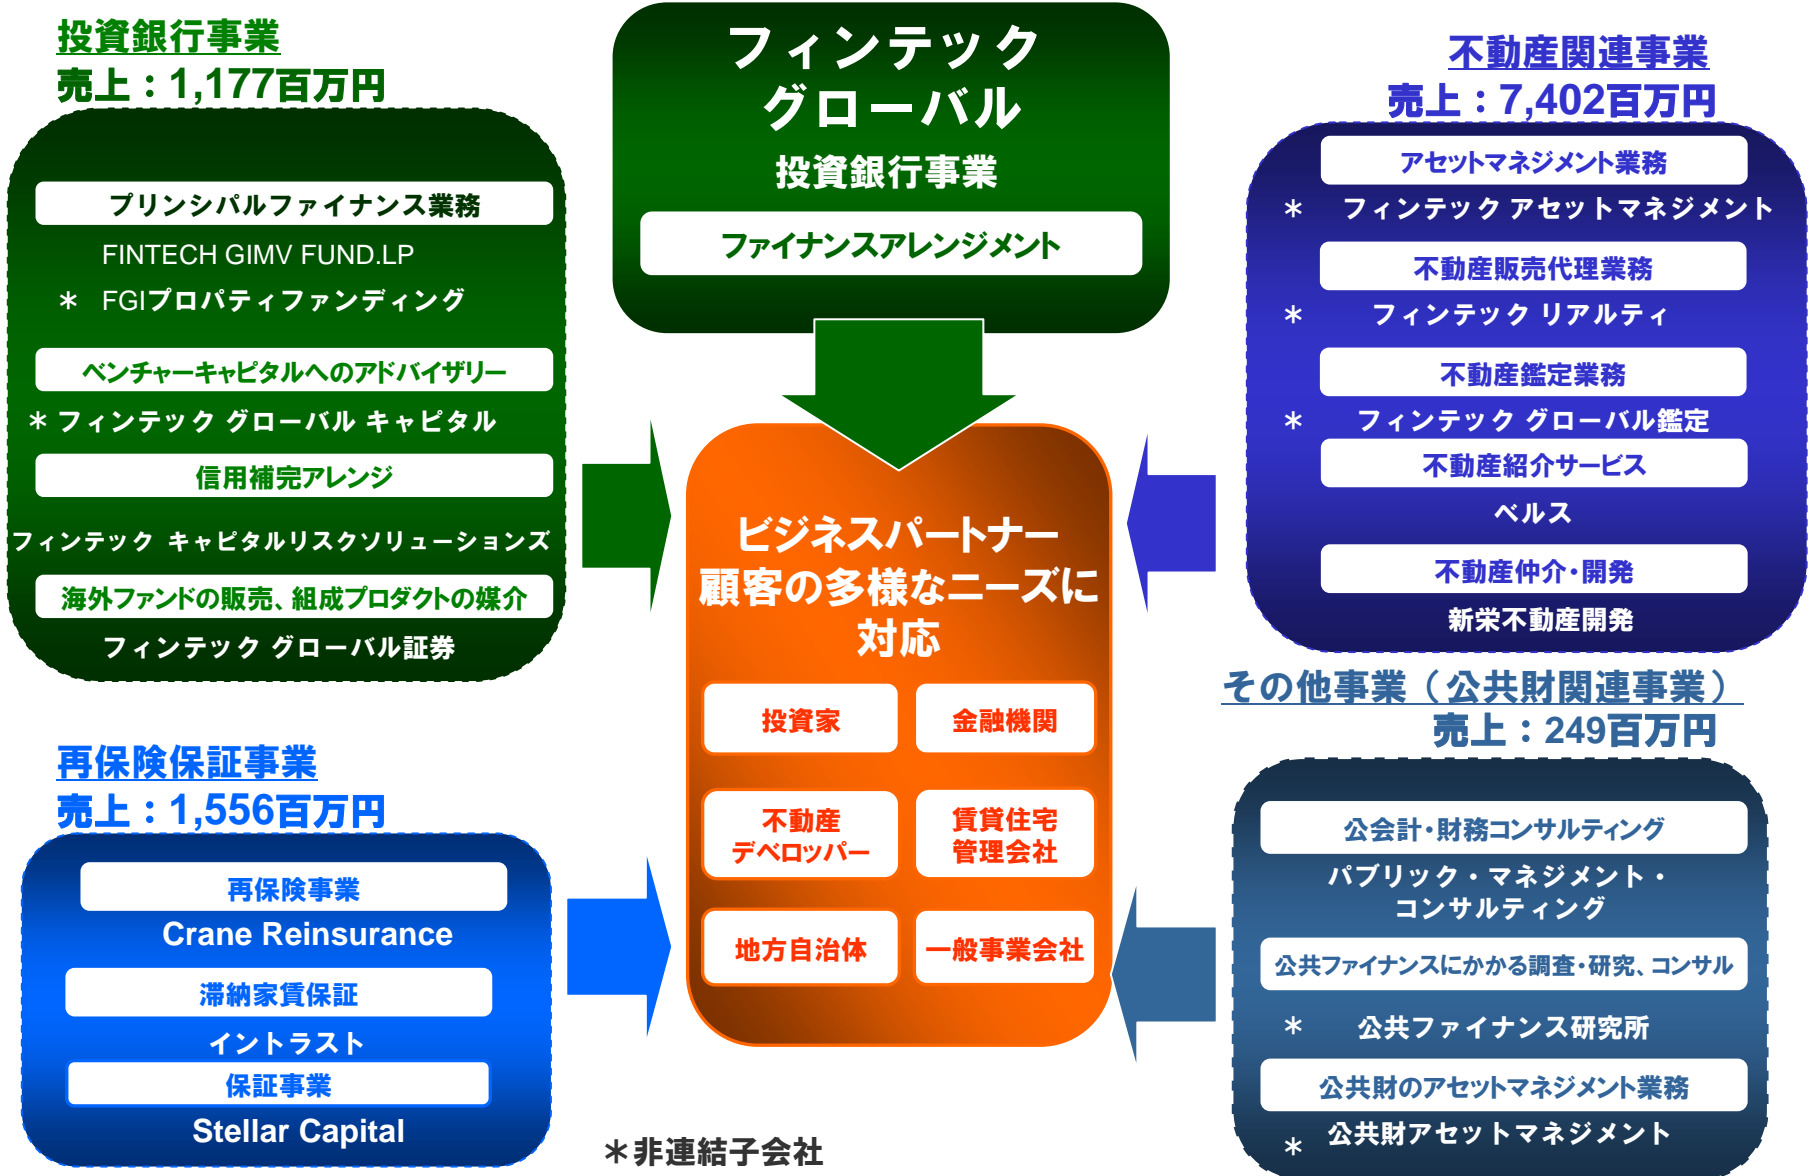 投資銀行事業
売上：1,177百万円
プリンシパルファイナンス業務
FINTECH GIMV FUND.LP
＊ FGIプロパティファンディング
ベンチャーキャピタルへのアドバイザリー
＊フィンテック グローバル キャピタル
信用補完アレンジ
フィンテック キャピタルリスクソリューションズ
海外ファンドの販売、組成プロダクトの媒介
フィンテック グローバル証券
再保険保証事業
売上：1,556百万円
再保険事業
Crane Reinsurance
滞納家賃保証
イントラスト
保証事業
Stellar Capital
フィンテック
グローバル
投資銀行事業
ファイナンスアレンジメント
ビジネスパートナー
顧客の多様なニーズに
対応
投資家
金融機関
不動産
デベロッパー
賃貸住宅
管理会社
地方自治体
一般事業会社
＊非連結子会社
不動産関連事業
売上：7,402百万円
アセットマネジメント業務
＊ フィンテック アセットマネジメント
不動産販売代理業務
＊ フィンテック リアルティ
不動産鑑定業務
＊ フィンテック グローバル鑑定
不動産紹介サービス
ベルス
不動産仲介・開発
新栄不動産開発
その他事業（公共財関連事業）
売上：249百万円
公会計・財務コンサルティング
パブリック・マネジメント・
コンサルティング
公共ファイナンスにかかる調査・研究、コンサル
＊ 公共ファイナンス研究所
公共財のアセットマネジメント業務
＊ 公共財アセットマネジメント